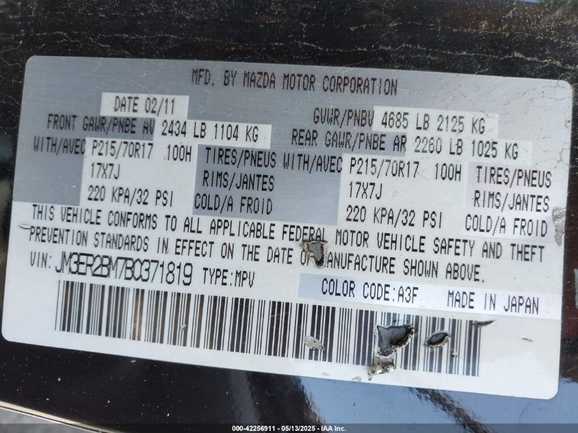 MFD. BY MAZDA MOTOR CORPORATION
DATE 02/11
GVWR/PNBV 4685 LB 2125 KG
FRONT GAWR/PNBE AV 2434 LB 1104 KG
REAR GAWR/PNBE AR 2260 LB 1025 KG
WITH/AVEC P215/70R17 100H TIRES/PNEUS
17X7J RIMS/JANTES
220 KPA/32 PSI COLD/A FROID
WITH/AVEC P215/70R17 100H TIRES/PNEUS
17X7J RIMS/JANTES
220 KPA/32 PSI COLD/A FROID
THIS VEHICLE CONFORMS TO ALL APPLICABLE FEDERAL MOTOR VEHICLE SAFETY AND THEFT
PREVENTION STANDARDS IN EFFECT ON THE DATE OF MANUFACTURE SHOWN ABOVE.
VIN: JM3ER2BM7B0371819 TYPE:MPV
COLOR CODE:A3F MADE IN JAPAN
000-42256911 - 05/13/2025 - IAA Inc.